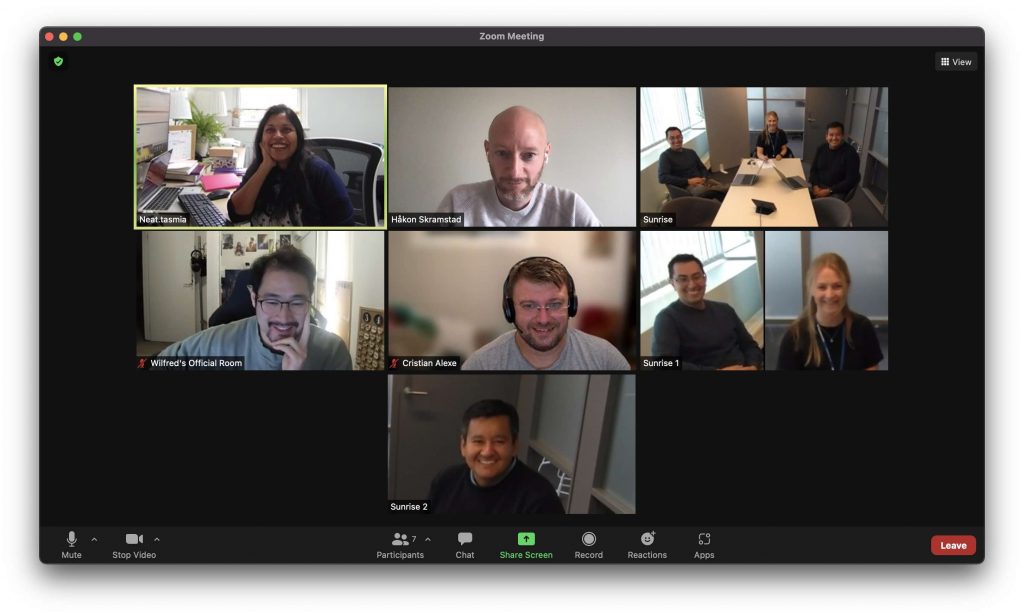 Zoom Meeting
View
Neat.tasmia
Håkon Skramstad
Sunrise
Wilfred's Official Room
Cristian Alexe
Sunrise 1
Sunrise 2
Mute
Stop Video
Participants
7
Chat
Share Screen
Record
Reactions
Apps
Leave